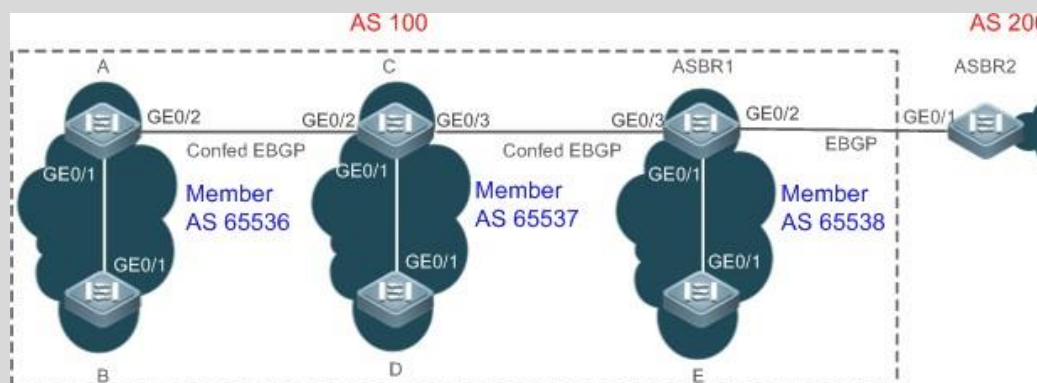 AS 100
AS 200
A
C
ASBR1
ASBR2
GE0/2
GE0/2
GE0/3
GE0/3
GE0/2
GE0/1
Confed EBGP
Confed EBGP
EBGP
GE0/1
GE0/1
GE0/1
Member
AS 65536
Member
AS 65537
Member
AS 65538
GE0/1
GE0/1
GE0/1
B
D
E